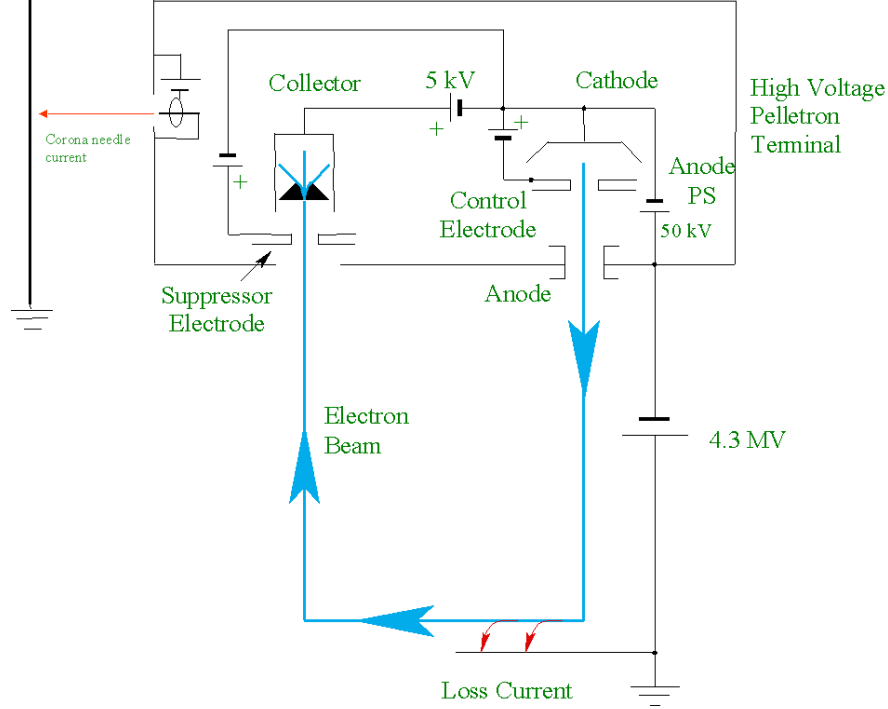 Collector
5 kV
Cathode
High Voltage
Pelletron
Terminal
+
+
Corona needle
current
+
Anode
PS
Control
Electrode
50 kV
Suppressor
Electrode
Anode
Electron
Beam
4.3 MV
Loss Current